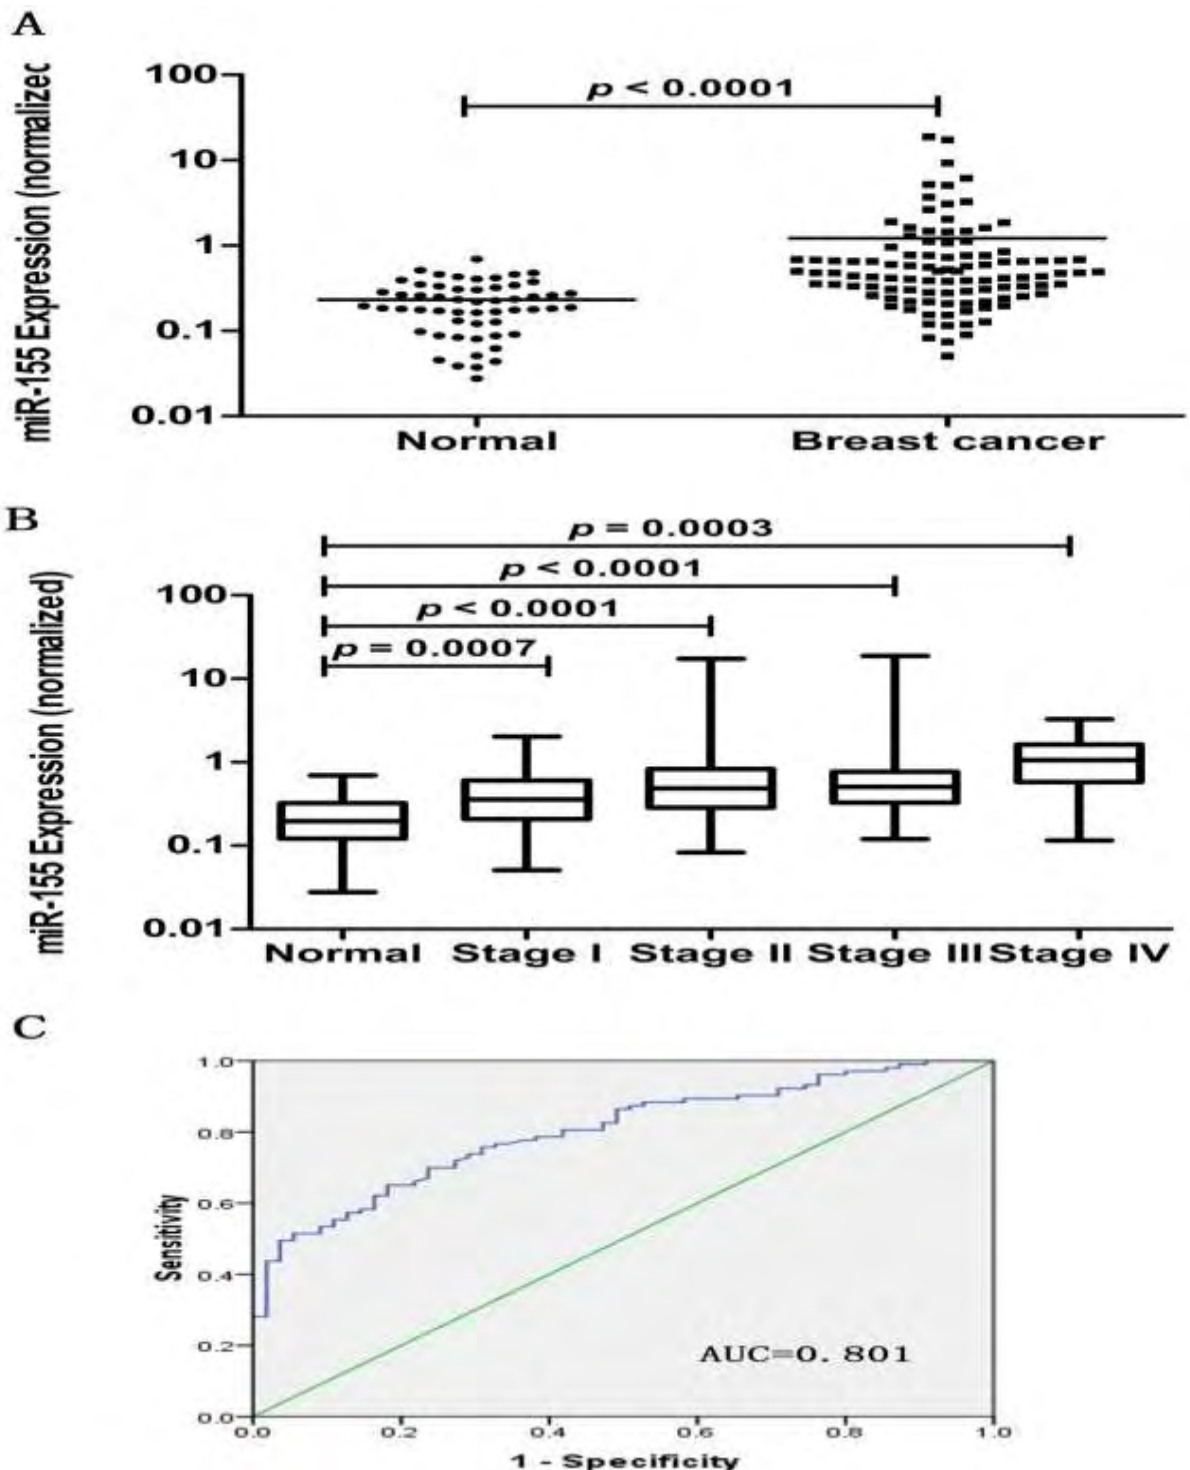 A
miR-155 Expression (normalized
100
10
1
0.1
0.01
p < 0.0001
Normal
Breast cancer
B
miR-155 Expression (normalized)
100
10
1
0.1
0.01
p = 0.0003
p < 0.0001
p < 0.0001
p = 0.0007
Normal Stage I Stage II Stage III Stage IV
C
Sensitivity
1.0
0.8
0.6
0.4
0.2
0.0
AUC=0.801
0.0 0.2 0.4 0.6 0.8 1.0
1 - Specificity